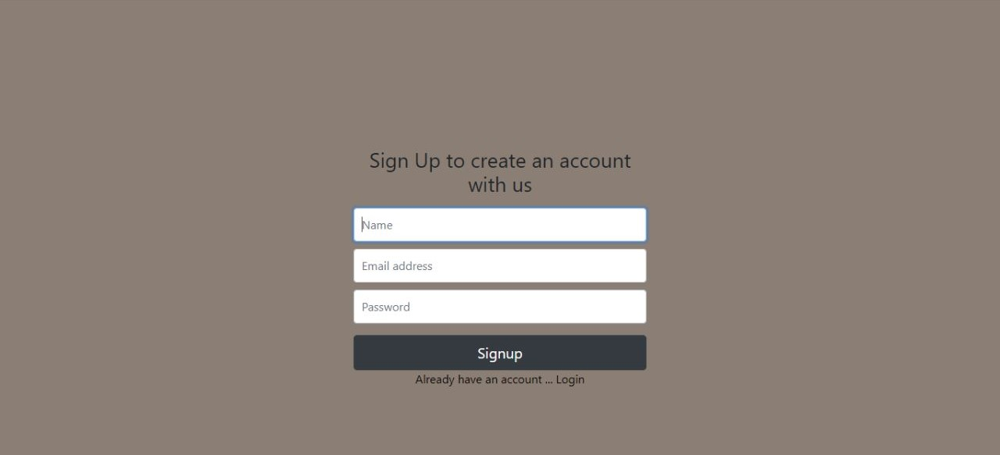 Sign Up to create an account
with us
Name
Email address
Password
Signup
Already have an account ... Login